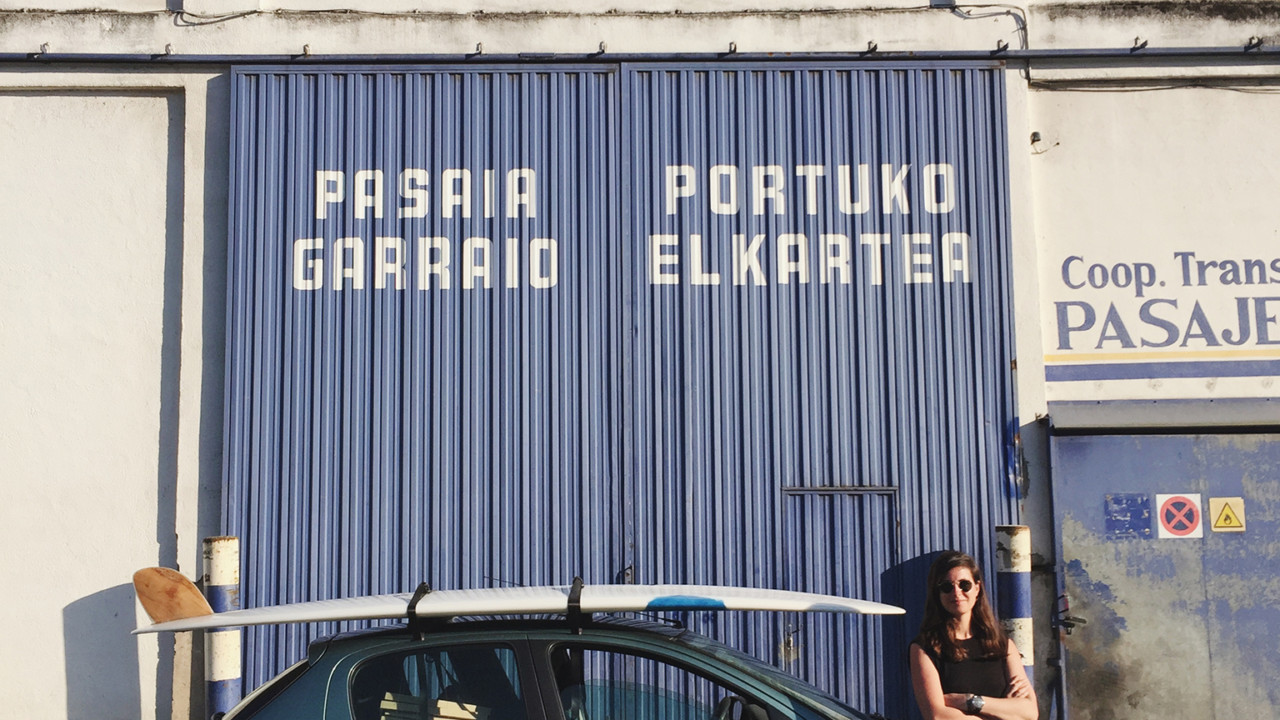 PASAIA
GARRAIO
PORTUKO
ELKARTEA
Coop. Trans
PASAJE